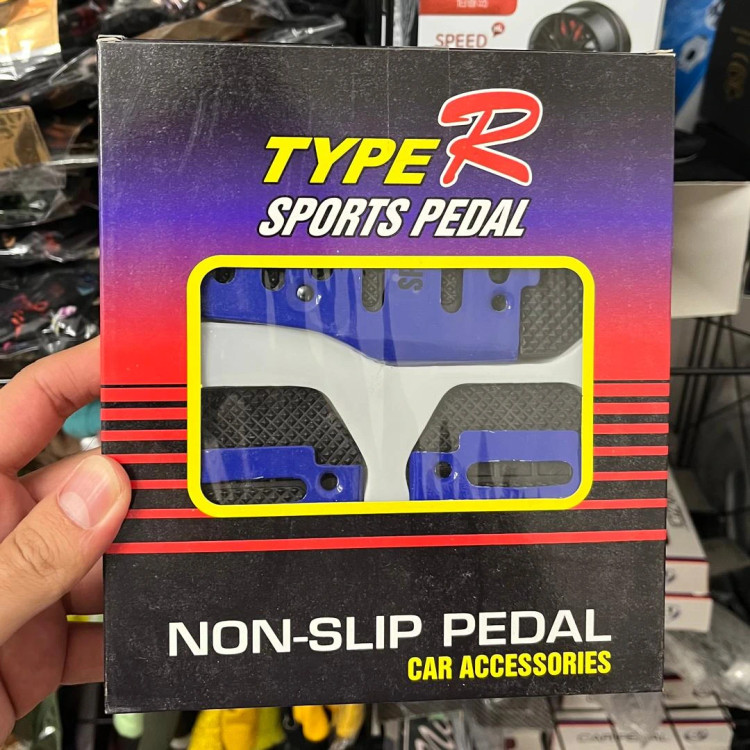 SPEED
TYPE R
SPORTS PEDAL
NON-SLIP PEDAL
CAR ACCESSORIES